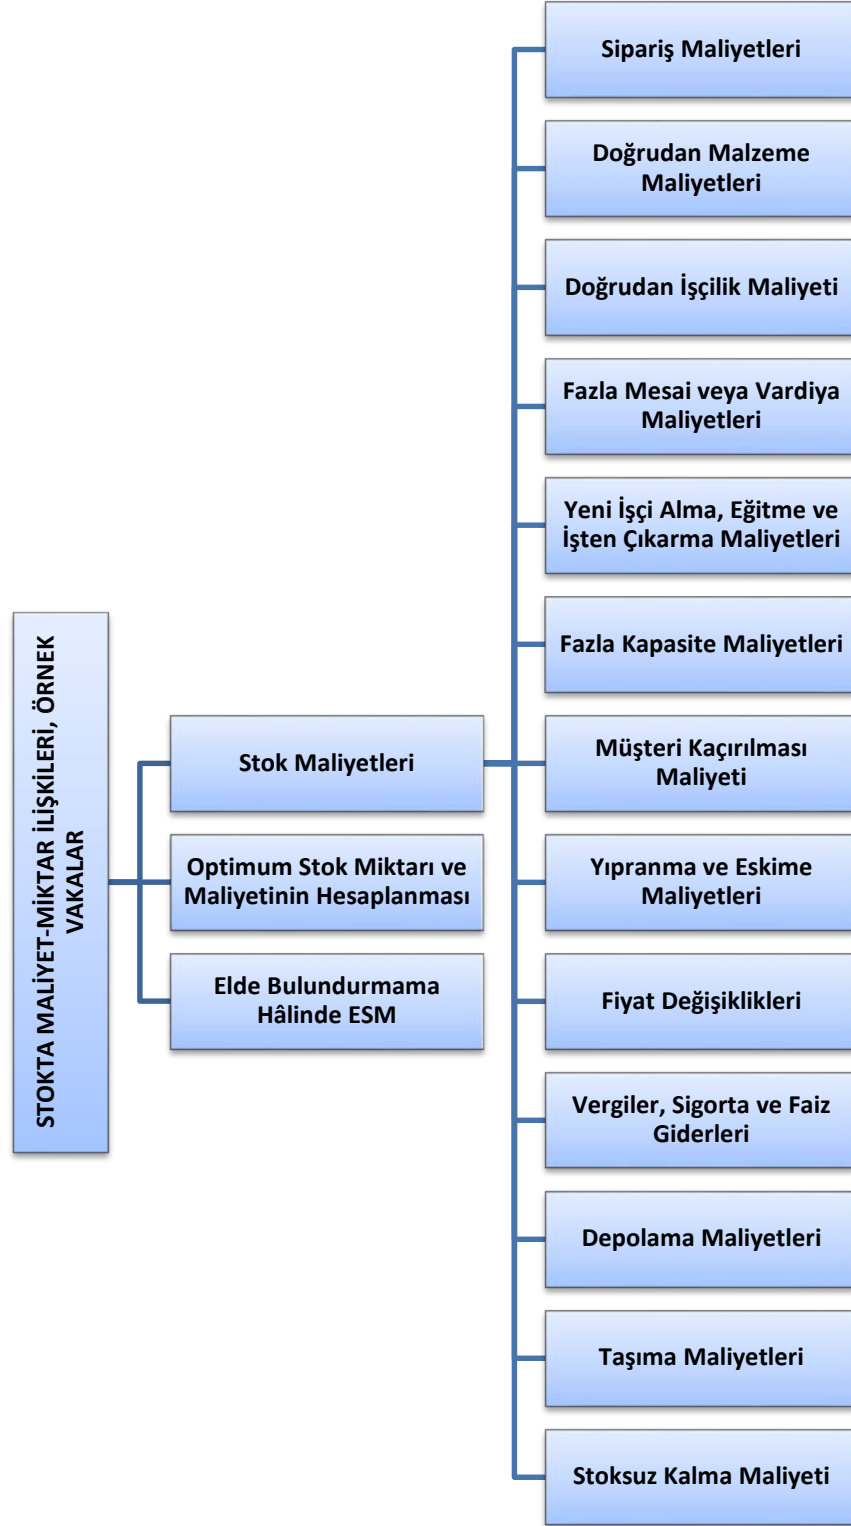 STOKTA MALİYET-MİKTAR İLİŞKİLERİ, ÖRNEK
VAKALAR
Stok Maliyetleri
Optimum Stok Miktarı ve
Maliyetinin Hesaplanması
Elde Bulundurmama
Hâlinde ESM
Sipariş Maliyetleri
Doğrudan Malzeme
Maliyetleri
Doğrudan İşçilik Maliyeti
Fazla Mesai veya Vardiya
Maliyetleri
Yeni İşçi Alma, Eğitme ve
İşten Çıkarma Maliyetleri
Fazla Kapasite Maliyetleri
Müşteri Kaçırılması
Maliyeti
Yıpranma ve Eskime
Maliyetleri
Fiyat Değişiklikleri
Vergiler, Sigorta ve Faiz
Giderleri
Depolama Maliyetleri
Taşıma Maliyetleri
Stoksuz Kalma Maliyeti